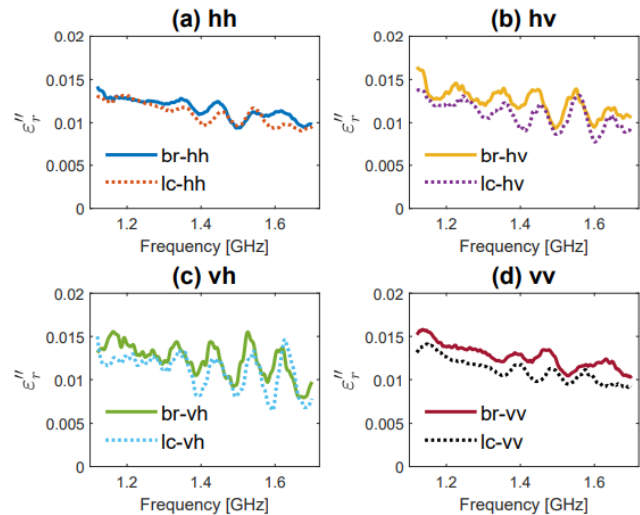 (a) hh
0.02
0.015
0.01
0.005
0
ε″r
br-hh
lc-hh
1.2 1.4 1.6
Frequency [GHz]
(b) hv
0.02
0.015
0.01
0.005
0
ε″r
br-hv
lc-hv
1.2 1.4 1.6
Frequency [GHz]
(c) vh
0.02
0.015
0.01
0.005
0
ε″r
br-vh
lc-vh
1.2 1.4 1.6
Frequency [GHz]
(d) vv
0.02
0.015
0.01
0.005
0
ε″r
br-vv
lc-vv
1.2 1.4 1.6
Frequency [GHz]